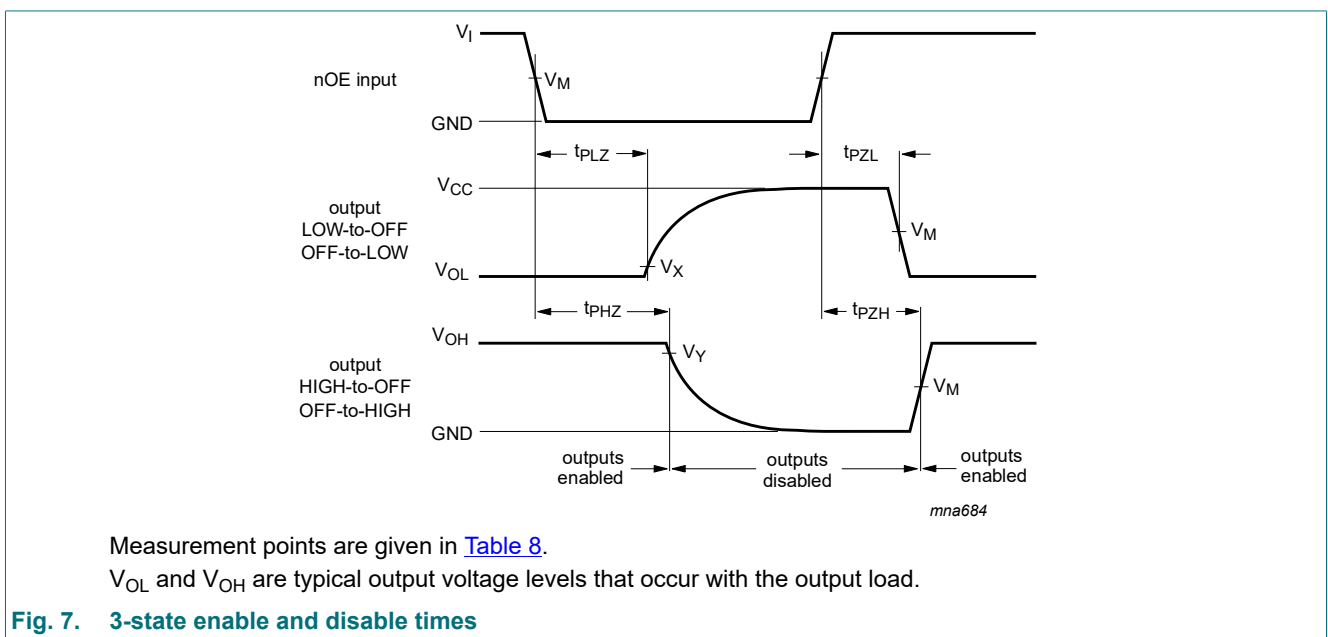 V_I
nOE input
V_M
GND
t_PLZ
t_PZL
V_CC
output
LOW-to-OFF
OFF-to-LOW
V_M
V_OL
V_X
t_PHZ
t_PZH
V_OH
V_Y
output
HIGH-to-OFF
OFF-to-HIGH
V_M
GND
outputs
enabled
outputs
disabled
outputs
enabled
mna684
Measurement points are given in Table 8.
V_OL and V_OH are typical output voltage levels that occur with the output load.
Fig. 7. 3-state enable and disable times